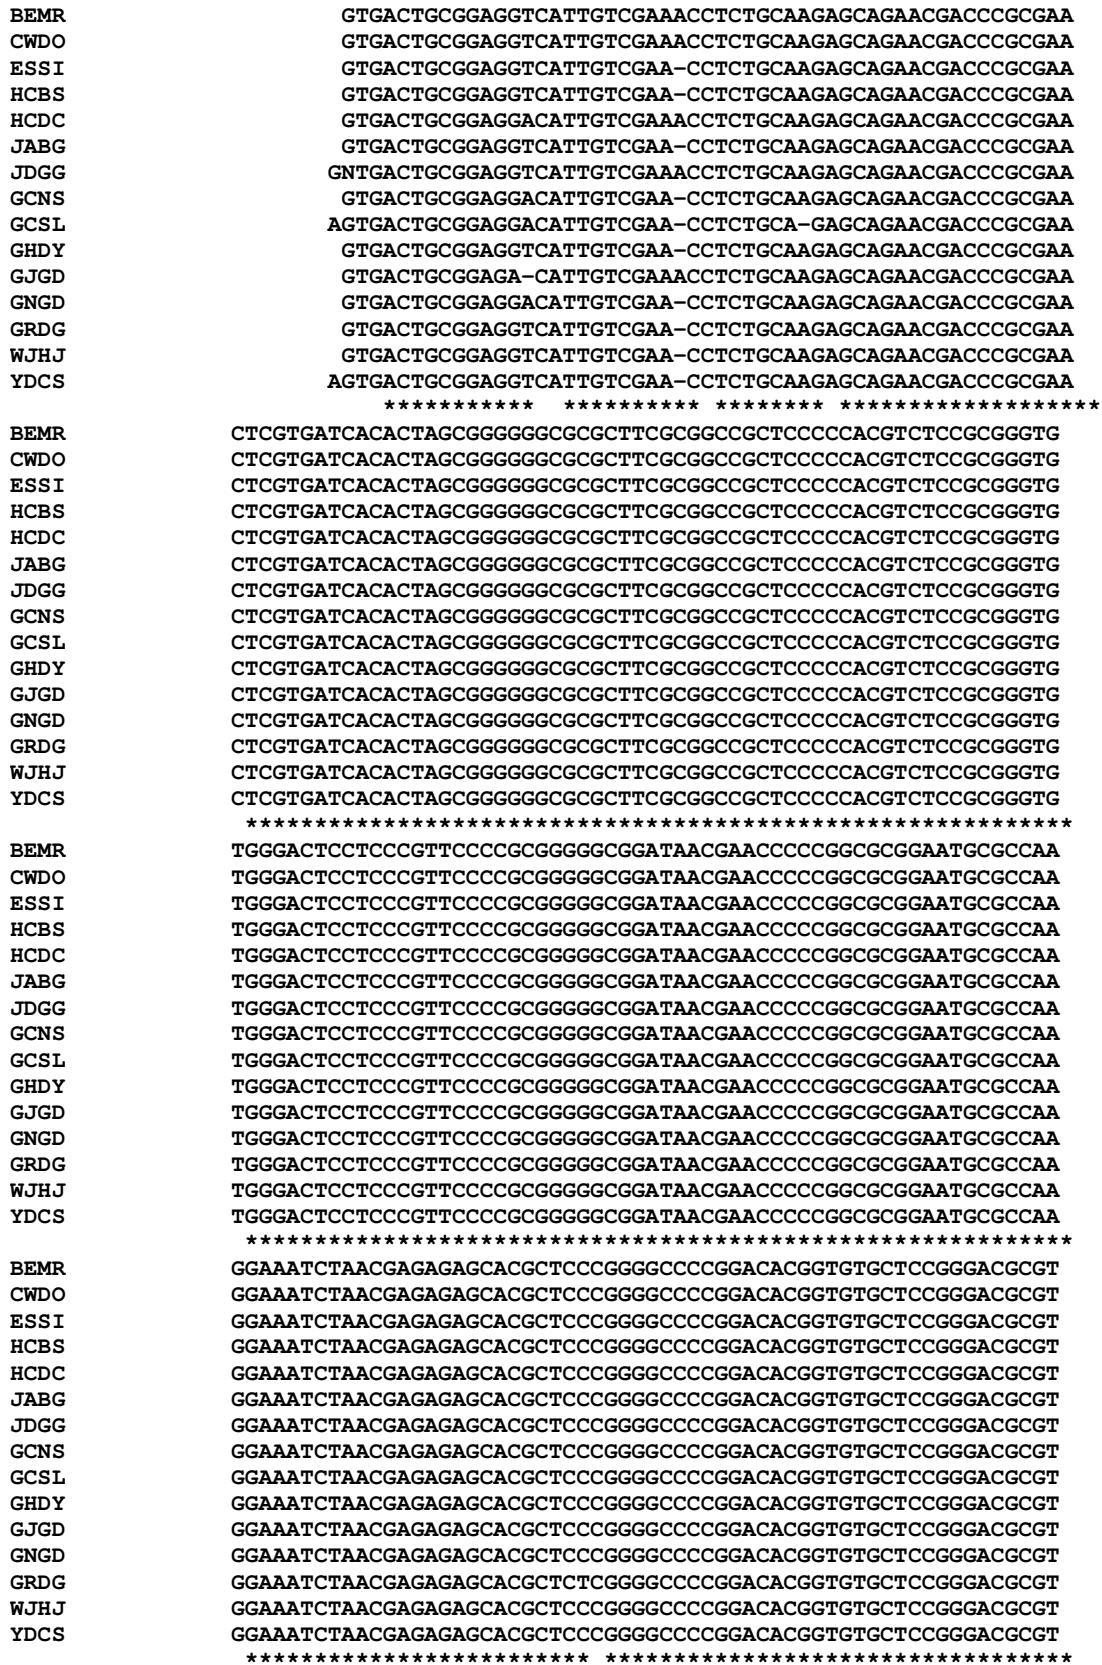 BEMR GTGACTGCGGAGGTCATTGTCGAAACCTCTGCAAGAGCAGAACGACCCGCGAA
CWDO GTGACTGCGGAGGTCATTGTCGAAACCTCTGCAAGAGCAGAACGACCCGCGAA
ESSI GTGACTGCGGAGGTCATTGTCGAA-CCTCTGCAAGAGCAGAACGACCCGCGAA
HCBS GTGACTGCGGAGGTCATTGTCGAA-CCTCTGCAAGAGCAGAACGACCCGCGAA
HCDC GTGACTGCGGAGGACATTGTCGAAACCTCTGCAAGAGCAGAACGACCCGCGAA
JABG GTGACTGCGGAGGTCATTGTCGAA-CCTCTGCAAGAGCAGAACGACCCGCGAA
JDGG GNTGACTGCGGAGGTCATTGTCGAAACCTCTGCAAGAGCAGAACGACCCGCGAA
GCNS GTGACTGCGGAGGACATTGTCGAA-CCTCTGCAAGAGCAGAACGACCCGCGAA
GCSL AGTGACTGCGGAGGACATTGTCGAA-CCTCTGCA-GAGCAGAACGACCCGCGAA
GHDY GTGACTGCGGAGGTCATTGTCGAA-CCTCTGCAAGAGCAGAACGACCCGCGAA
GJGD GTGACTGCGGAGA-CATTGTCGAAACCTCTGCAAGAGCAGAACGACCCGCGAA
GNGD GTGACTGCGGAGGACATTGTCGAA-CCTCTGCAAGAGCAGAACGACCCGCGAA
GRDG GTGACTGCGGAGGTCATTGTCGAA-CCTCTGCAAGAGCAGAACGACCCGCGAA
WJHJ GTGACTGCGGAGGTCATTGTCGAA-CCTCTGCAAGAGCAGAACGACCCGCGAA
YDCS AGTGACTGCGGAGGTCATTGTCGAA-CCTCTGCAAGAGCAGAACGACCCGCGAA
*********** ********** ******** *******************
BEMR CTCGTGATCACACTAGCGGGGGGCGCGCTTCGCGGCCGCTCCCCCACGTCTCCGCGGGTG
CWDO CTCGTGATCACACTAGCGGGGGGCGCGCTTCGCGGCCGCTCCCCCACGTCTCCGCGGGTG
ESSI CTCGTGATCACACTAGCGGGGGGCGCGCTTCGCGGCCGCTCCCCCACGTCTCCGCGGGTG
HCBS CTCGTGATCACACTAGCGGGGGGCGCGCTTCGCGGCCGCTCCCCCACGTCTCCGCGGGTG
HCDC CTCGTGATCACACTAGCGGGGGGCGCGCTTCGCGGCCGCTCCCCCACGTCTCCGCGGGTG
JABG CTCGTGATCACACTAGCGGGGGGCGCGCTTCGCGGCCGCTCCCCCACGTCTCCGCGGGTG
JDGG CTCGTGATCACACTAGCGGGGGGCGCGCTTCGCGGCCGCTCCCCCACGTCTCCGCGGGTG
GCNS CTCGTGATCACACTAGCGGGGGGCGCGCTTCGCGGCCGCTCCCCCACGTCTCCGCGGGTG
GCSL CTCGTGATCACACTAGCGGGGGGCGCGCTTCGCGGCCGCTCCCCCACGTCTCCGCGGGTG
GHDY CTCGTGATCACACTAGCGGGGGGCGCGCTTCGCGGCCGCTCCCCCACGTCTCCGCGGGTG
GJGD CTCGTGATCACACTAGCGGGGGGCGCGCTTCGCGGCCGCTCCCCCACGTCTCCGCGGGTG
GNGD CTCGTGATCACACTAGCGGGGGGCGCGCTTCGCGGCCGCTCCCCCACGTCTCCGCGGGTG
GRDG CTCGTGATCACACTAGCGGGGGGCGCGCTTCGCGGCCGCTCCCCCACGTCTCCGCGGGTG
WJHJ CTCGTGATCACACTAGCGGGGGGCGCGCTTCGCGGCCGCTCCCCCACGTCTCCGCGGGTG
YDCS CTCGTGATCACACTAGCGGGGGGCGCGCTTCGCGGCCGCTCCCCCACGTCTCCGCGGGTG
************************************************************
BEMR TGGGACTCCTCCCGTTCCCCGCGGGGGCGGATAACGAACCCCCGGCGCGGAATGCGCCAA
CWDO TGGGACTCCTCCCGTTCCCCGCGGGGGCGGATAACGAACCCCCGGCGCGGAATGCGCCAA
ESSI TGGGACTCCTCCCGTTCCCCGCGGGGGCGGATAACGAACCCCCGGCGCGGAATGCGCCAA
HCBS TGGGACTCCTCCCGTTCCCCGCGGGGGCGGATAACGAACCCCCGGCGCGGAATGCGCCAA
HCDC TGGGACTCCTCCCGTTCCCCGCGGGGGCGGATAACGAACCCCCGGCGCGGAATGCGCCAA
JABG TGGGACTCCTCCCGTTCCCCGCGGGGGCGGATAACGAACCCCCGGCGCGGAATGCGCCAA
JDGG TGGGACTCCTCCCGTTCCCCGCGGGGGCGGATAACGAACCCCCGGCGCGGAATGCGCCAA
GCNS TGGGACTCCTCCCGTTCCCCGCGGGGGCGGATAACGAACCCCCGGCGCGGAATGCGCCAA
GCSL TGGGACTCCTCCCGTTCCCCGCGGGGGCGGATAACGAACCCCCGGCGCGGAATGCGCCAA
GHDY TGGGACTCCTCCCGTTCCCCGCGGGGGCGGATAACGAACCCCCGGCGCGGAATGCGCCAA
GJGD TGGGACTCCTCCCGTTCCCCGCGGGGGCGGATAACGAACCCCCGGCGCGGAATGCGCCAA
GNGD TGGGACTCCTCCCGTTCCCCGCGGGGGCGGATAACGAACCCCCGGCGCGGAATGCGCCAA
GRDG TGGGACTCCTCCCGTTCCCCGCGGGGGCGGATAACGAACCCCCGGCGCGGAATGCGCCAA
WJHJ TGGGACTCCTCCCGTTCCCCGCGGGGGCGGATAACGAACCCCCGGCGCGGAATGCGCCAA
YDCS TGGGACTCCTCCCGTTCCCCGCGGGGGCGGATAACGAACCCCCGGCGCGGAATGCGCCAA
************************************************************
BEMR GGAAATCTAACGAGAGAGCACGCTCCCGGGGCCCCGGACACGGTGTGCTCCGGGACGCGT
CWDO GGAAATCTAACGAGAGAGCACGCTCCCGGGGCCCCGGACACGGTGTGCTCCGGGACGCGT
ESSI GGAAATCTAACGAGAGAGCACGCTCCCGGGGCCCCGGACACGGTGTGCTCCGGGACGCGT
HCBS GGAAATCTAACGAGAGAGCACGCTCCCGGGGCCCCGGACACGGTGTGCTCCGGGACGCGT
HCDC GGAAATCTAACGAGAGAGCACGCTCCCGGGGCCCCGGACACGGTGTGCTCCGGGACGCGT
JABG GGAAATCTAACGAGAGAGCACGCTCCCGGGGCCCCGGACACGGTGTGCTCCGGGACGCGT
JDGG GGAAATCTAACGAGAGAGCACGCTCCCGGGGCCCCGGACACGGTGTGCTCCGGGACGCGT
GCNS GGAAATCTAACGAGAGAGCACGCTCCCGGGGCCCCGGACACGGTGTGCTCCGGGACGCGT
GCSL GGAAATCTAACGAGAGAGCACGCTCCCGGGGCCCCGGACACGGTGTGCTCCGGGACGCGT
GHDY GGAAATCTAACGAGAGAGCACGCTCCCGGGGCCCCGGACACGGTGTGCTCCGGGACGCGT
GJGD GGAAATCTAACGAGAGAGCACGCTCCCGGGGCCCCGGACACGGTGTGCTCCGGGACGCGT
GNGD GGAAATCTAACGAGAGAGCACGCTCCCGGGGCCCCGGACACGGTGTGCTCCGGGACGCGT
GRDG GGAAATCTAACGAGAGAGCACGCTCTCGGGGCCCCGGACACGGTGTGCTCCGGGACGCGT
WJHJ GGAAATCTAACGAGAGAGCACGCTCCCGGGGCCCCGGACACGGTGTGCTCCGGGACGCGT
YDCS GGAAATCTAACGAGAGAGCACGCTCCCGGGGCCCCGGACACGGTGTGCTCCGGGACGCGT
************************* **********************************